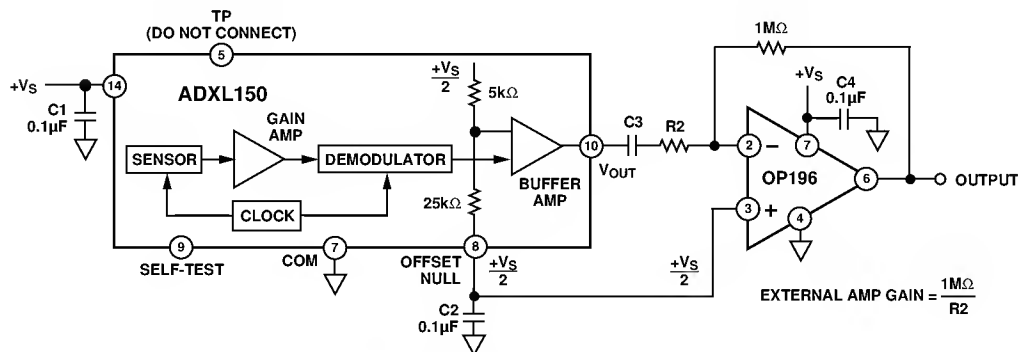 TP
(DO NOT CONNECT)
5
1MΩ
+VS
14
ADXL150
+VS
2
5kΩ
+VS
C4
0.1µF
C1
0.1µF
GAIN
AMP
C3
R2
SENSOR
DEMODULATOR
10
VOUT
2
−
7
OP196
6
OUTPUT
BUFFER
AMP
25kΩ
3
+
4
CLOCK
9
SELF-TEST
COM
7
OFFSET
NULL
8
+VS
2
+VS
2
EXTERNAL AMP GAIN = 1MΩ
R2
C2
0.1µF